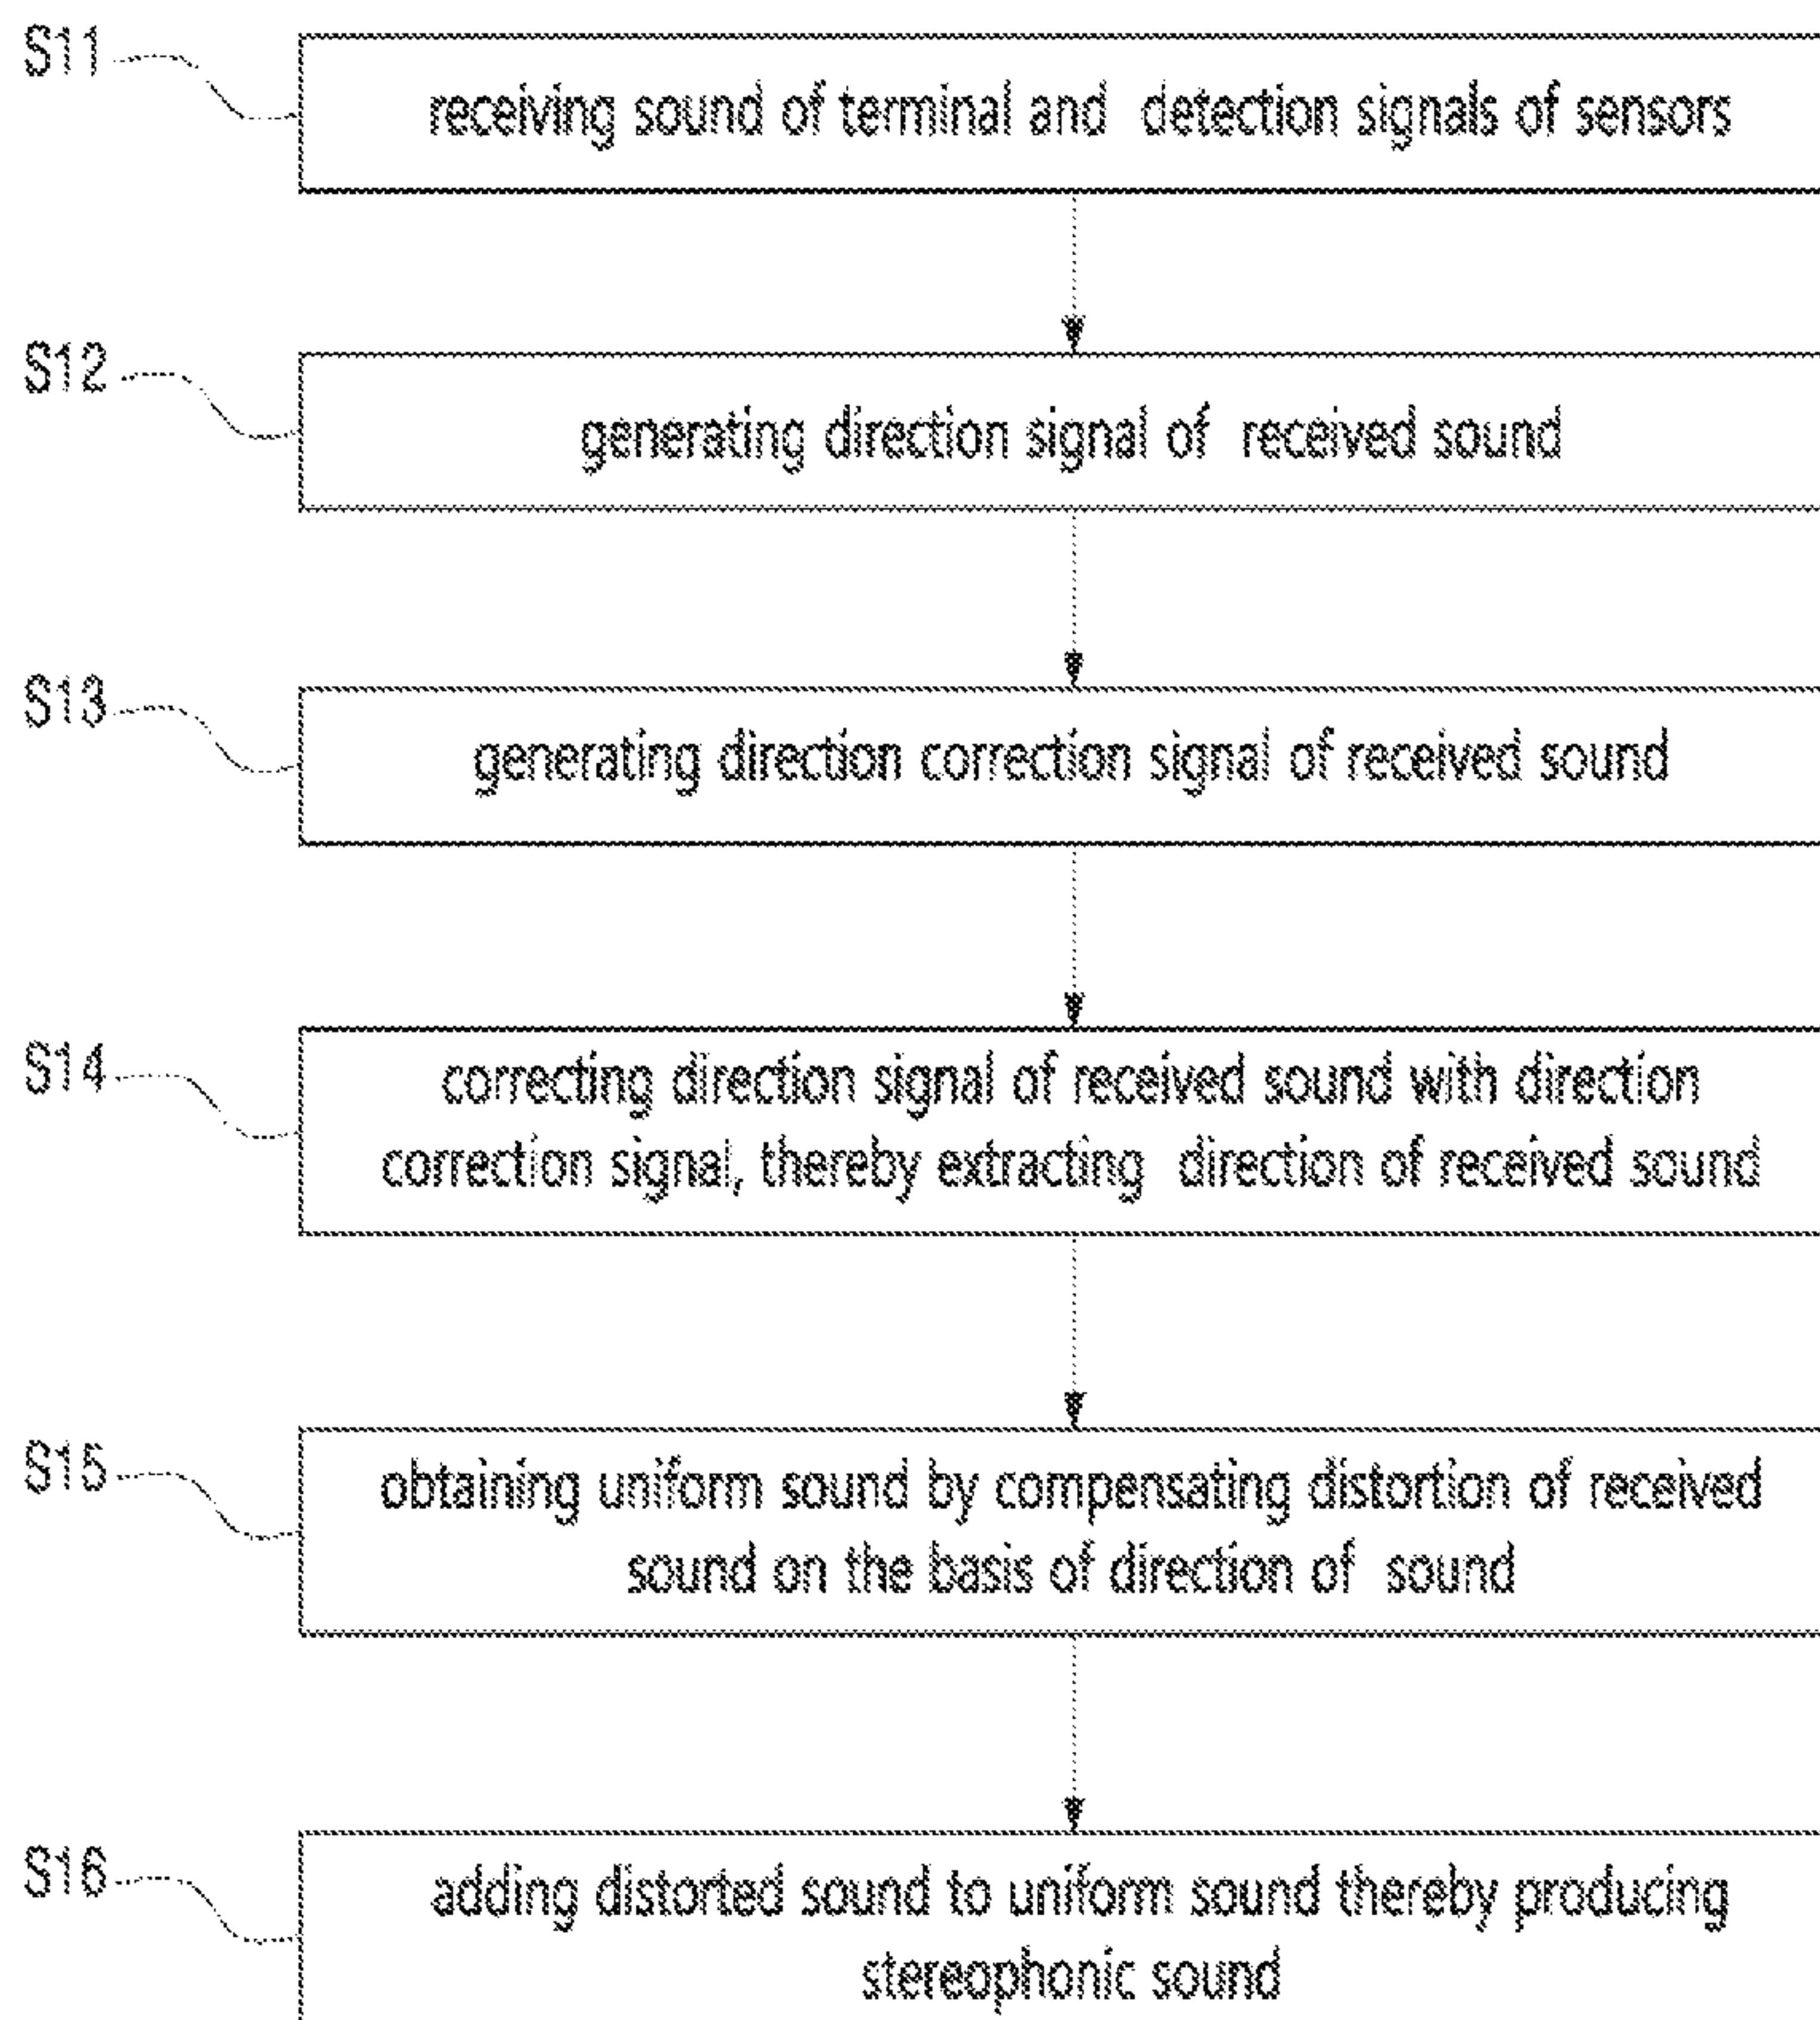 S11
receiving sound of terminal and detection signals of sensors
S12
generating direction signal of received sound
S13
generating direction correction signal of received sound
S14
correcting direction signal of received sound with direction
correction signal, thereby extracting direction of received sound
S15
obtaining uniform sound by compensating distortion of received
sound on the basis of direction of sound
S16
adding distorted sound to uniform sound thereby producing
stereophonic sound